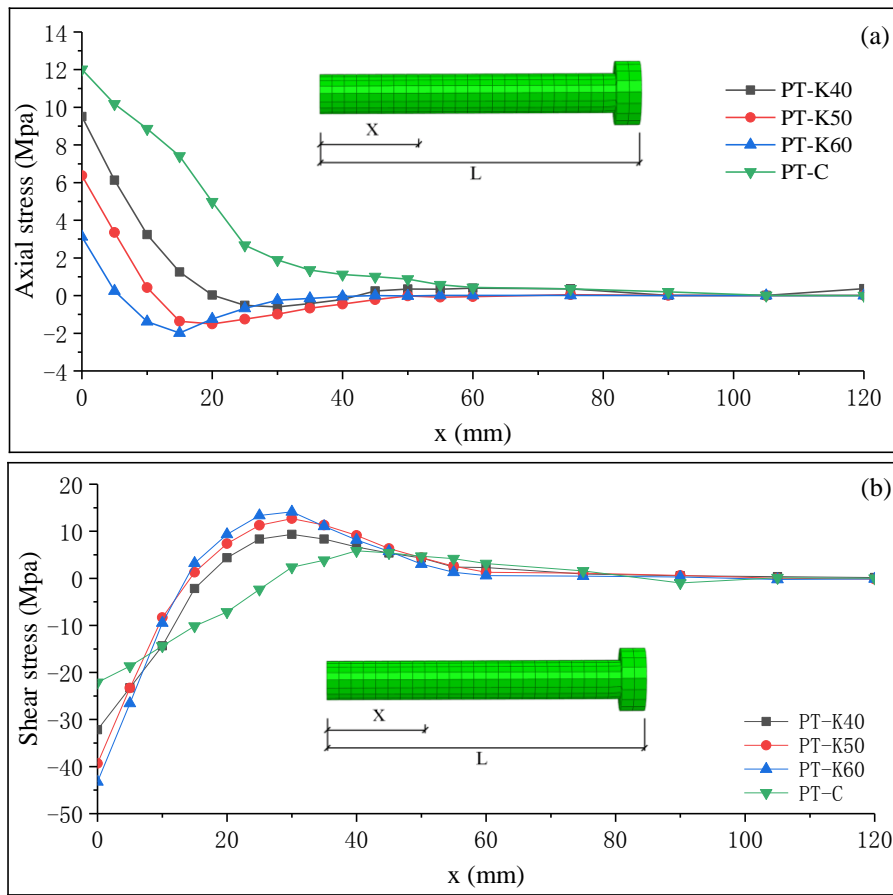 (a)
Axial stress (Mpa)
14
12
10
8
6
4
2
0
−2
−4
0 20 40 60 80 100 120
x (mm)
X
L
PT-K40
PT-K50
PT-K60
PT-C
(b)
Shear stress (Mpa)
20
10
0
−10
−20
−30
−40
−50
0 20 40 60 80 100 120
x (mm)
X
L
PT-K40
PT-K50
PT-K60
PT-C